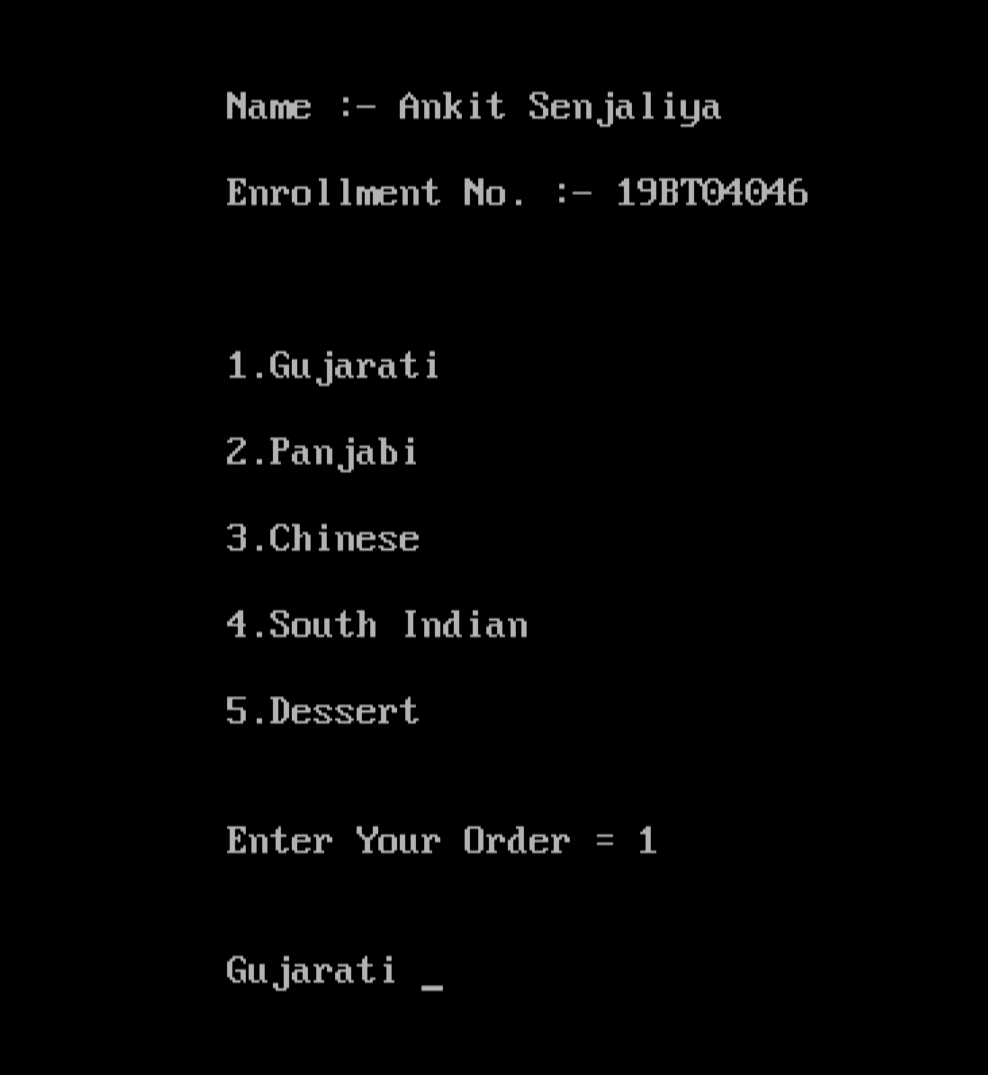 Name :- Ankit Senjaliya
Enrollment No. :- 19BT04046
1.Gujarati
2.Panjabi
3.Chinese
4.South Indian
5.Dessert
Enter Your Order = 1
Gujarati _